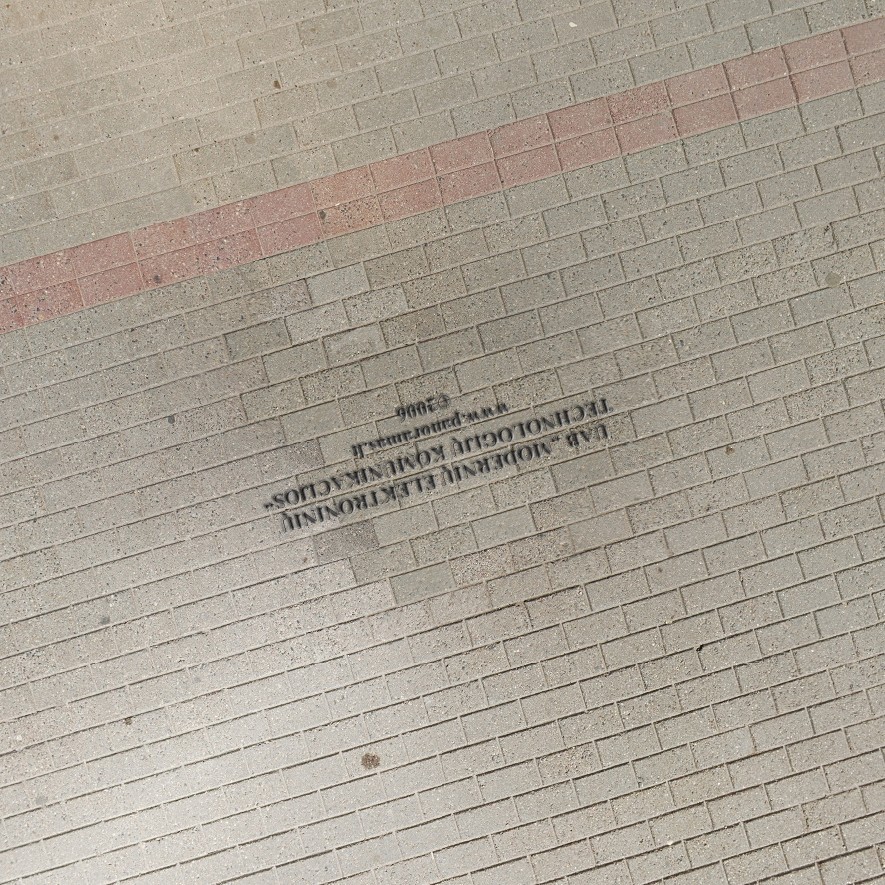 UAB „MODERNIŲ ELEKTRONINIŲ
TECHNOLOGIJŲ KOMUNIKACIJOS“
www.panoramas.lt
©2006